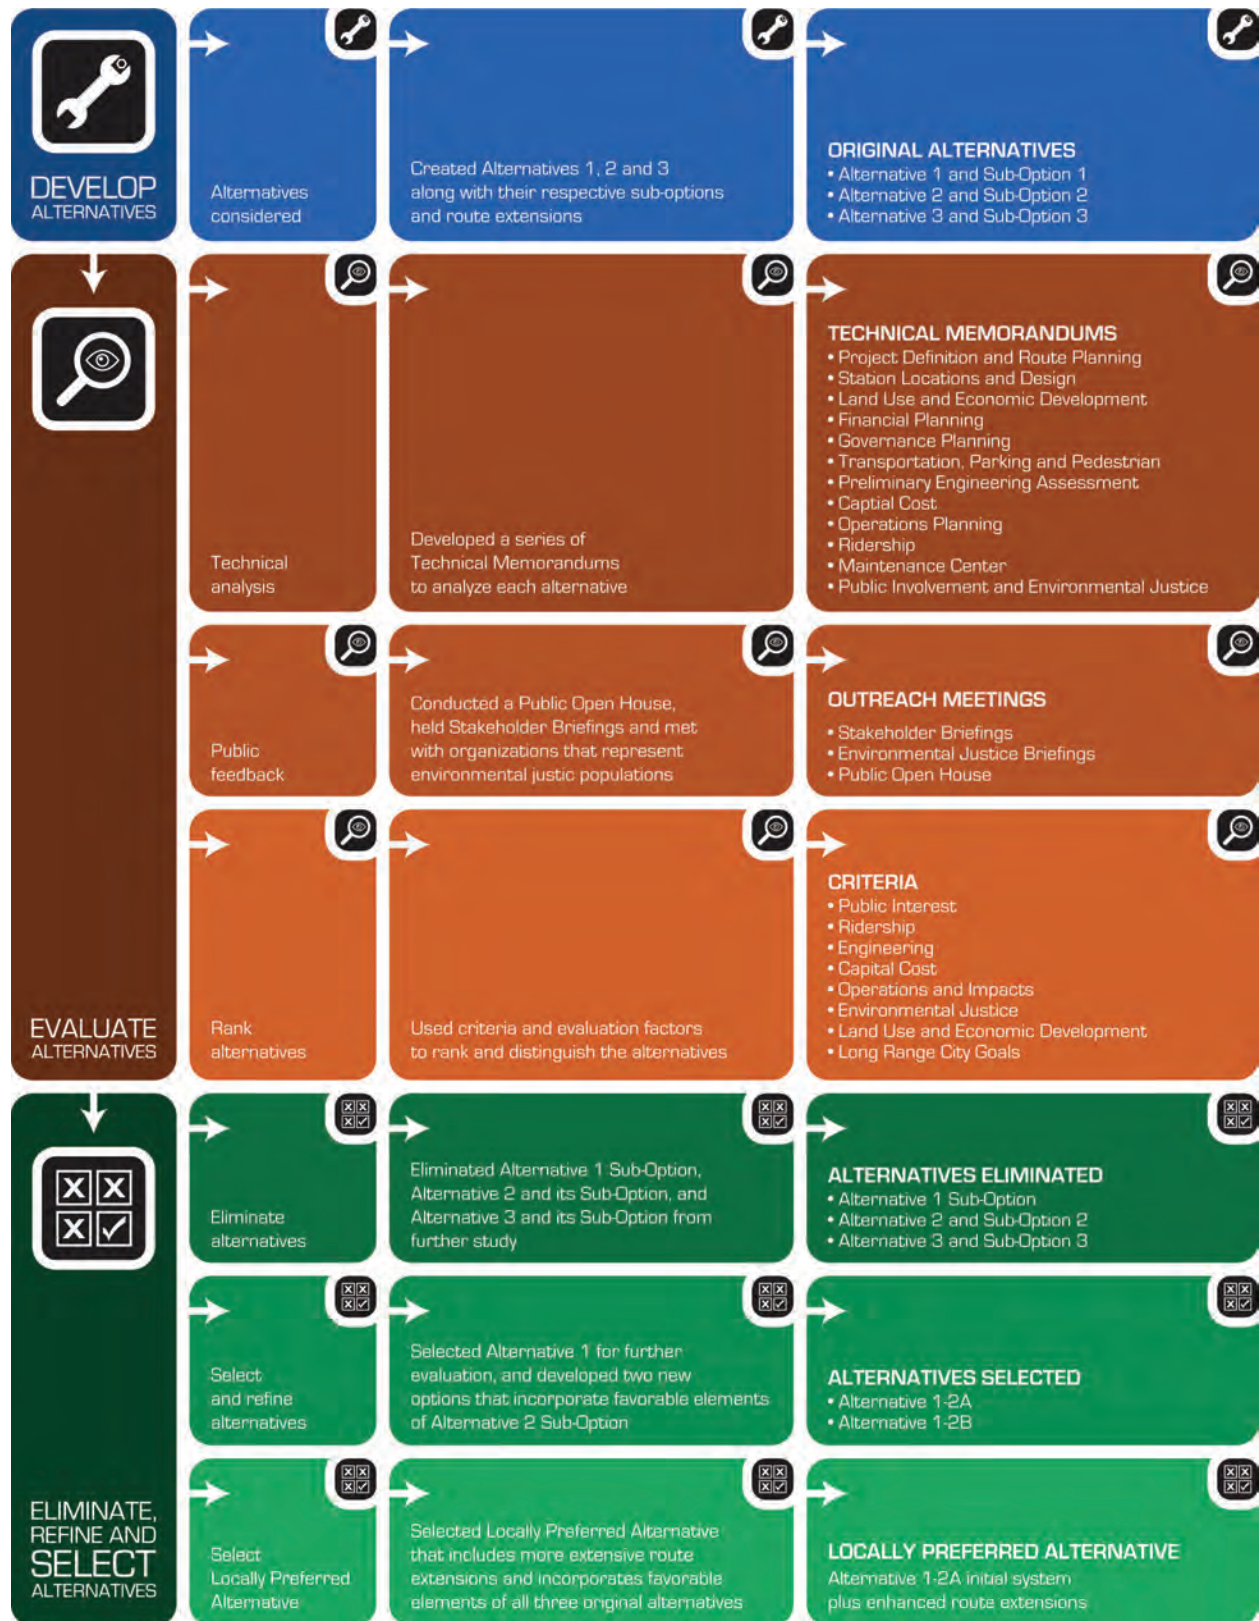 DEVELOP
ALTERNATIVES
Alternatives
considered
Created Alternatives 1, 2 and 3
along with their respective sub-options
and route extensions
ORIGINAL ALTERNATIVES
• Alternative 1 and Sub-Option 1
• Alternative 2 and Sub-Option 2
• Alternative 3 and Sub-Option 3
EVALUATE
ALTERNATIVES
Technical
analysis
Developed a series of
Technical Memorandums
to analyze each alternative
TECHNICAL MEMORANDUMS
• Project Definition and Route Planning
• Station Locations and Design
• Land Use and Economic Development
• Financial Planning
• Governance Planning
• Transportation, Parking and Pedestrian
• Preliminary Engineering Assessment
• Captial Cost
• Operations Planning
• Ridership
• Maintenance Center
• Public Involvement and Environmental Justice
Public
feedback
Conducted a Public Open House,
held Stakeholder Briefings and met
with organizations that represent
environmental justic populations
OUTREACH MEETINGS
• Stakeholder Briefings
• Environmental Justice Briefings
• Public Open House
Rank
alternatives
Used criteria and evaluation factors
to rank and distinguish the alternatives
CRITERIA
• Public Interest
• Ridership
• Engineering
• Capital Cost
• Operations and Impacts
• Environmental Justice
• Land Use and Economic Development
• Long Range City Goals
ELIMINATE,
REFINE AND
SELECT
ALTERNATIVES
Eliminate
alternatives
Eliminated Alternative 1 Sub-Option,
Alternative 2 and its Sub-Option, and
Alternative 3 and its Sub-Option from
further study
ALTERNATIVES ELIMINATED
• Alternative 1 Sub-Option
• Alternative 2 and Sub-Option 2
• Alternative 3 and Sub-Option 3
Select
and refine
alternatives
Selected Alternative 1 for further
evaluation, and developed two new
options that incorporate favorable elements
of Alternative 2 Sub-Option
ALTERNATIVES SELECTED
• Alternative 1-2A
• Alternative 1-2B
Select
Locally Preferred
Alternative
Selected Locally Preferred Alternative
that includes more extensive route
extensions and incorporates favorable
elements of all three original alternatives
LOCALLY PREFERRED ALTERNATIVE
Alternative 1-2A initial system
plus enhanced route extensions